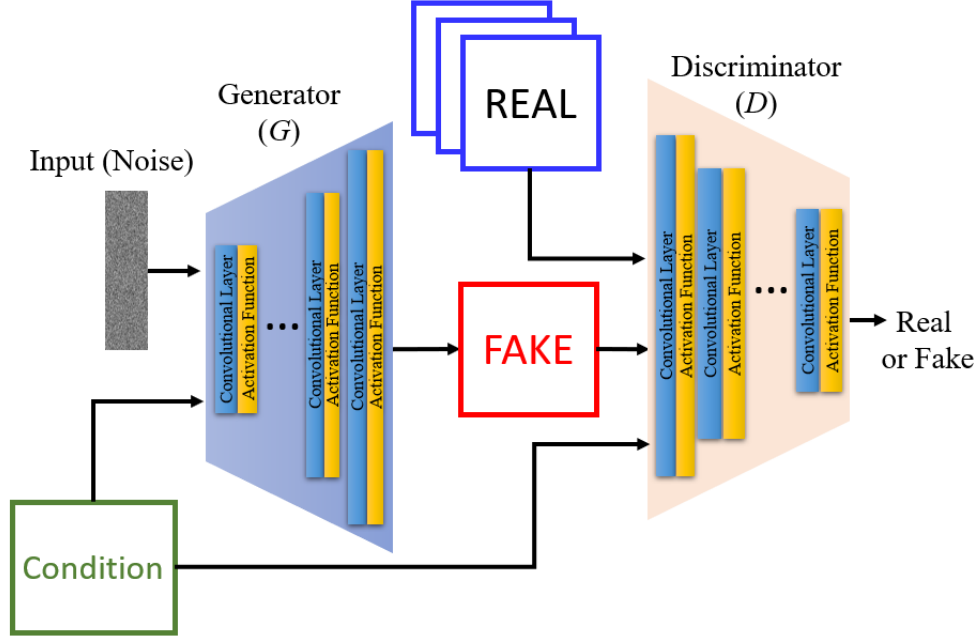 Generator
(G)
Input (Noise)
Convolutional Layer
Activation Function
...
Convolutional Layer
Activation Function
Convolutional Layer
Activation Function
Condition
REAL
FAKE
Discriminator
(D)
Convolutional Layer
Activation Function
Convolutional Layer
Activation Function
...
Convolutional Layer
Activation Function
Real
or Fake